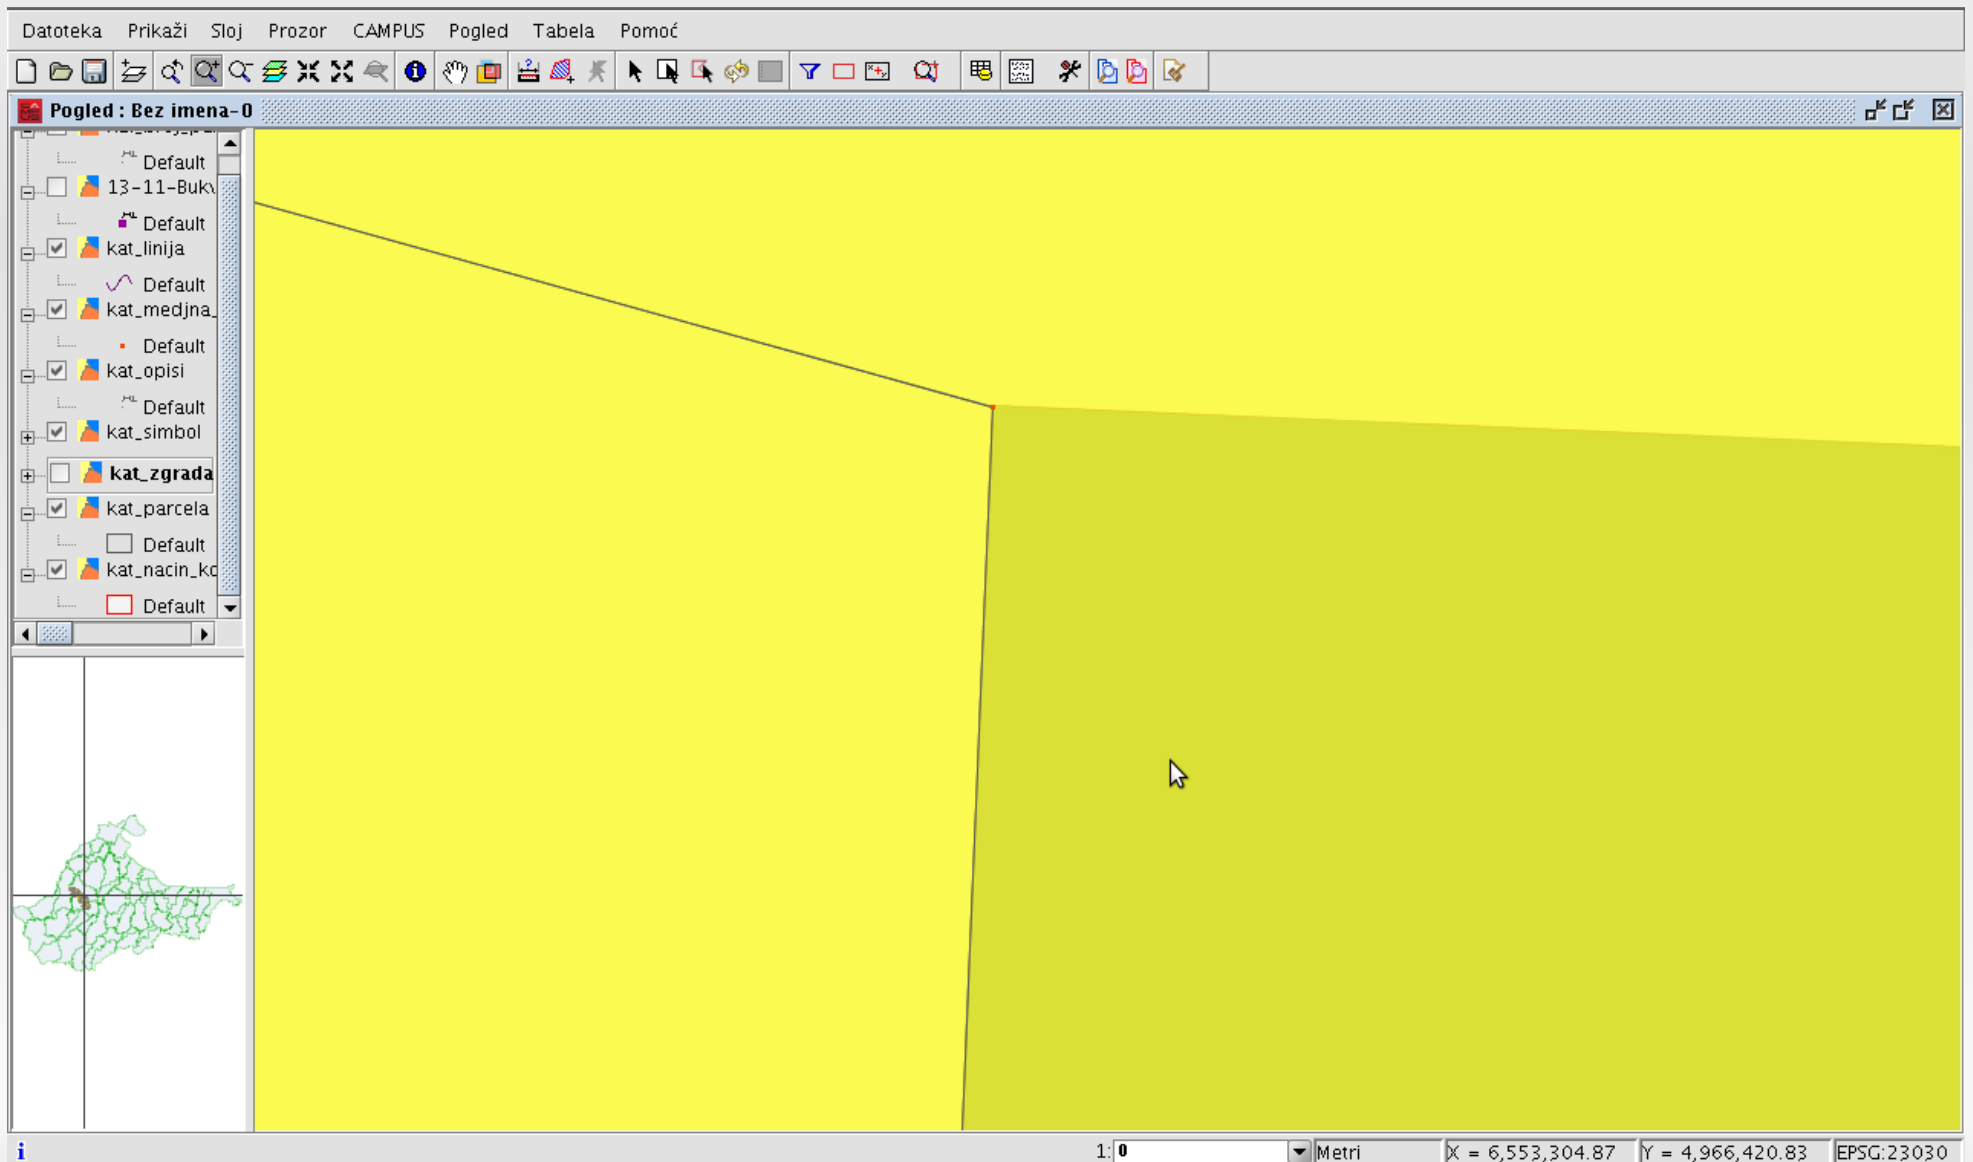 Datoteka Prikaži Sloj Prozor CAMPUS Pogled Tabela Pomoć
Pogled : Bez imena-0
Default
13-11-Buk
Default
kat_linija
Default
kat_medjna_
Default
kat_opisi
Default
kat_simbol
kat_zgrada
kat_parcela
Default
kat_nacin_ko
Default
1: 0 Metri X = 6,553,304.87 Y = 4,966,420.83 EPSG:23030